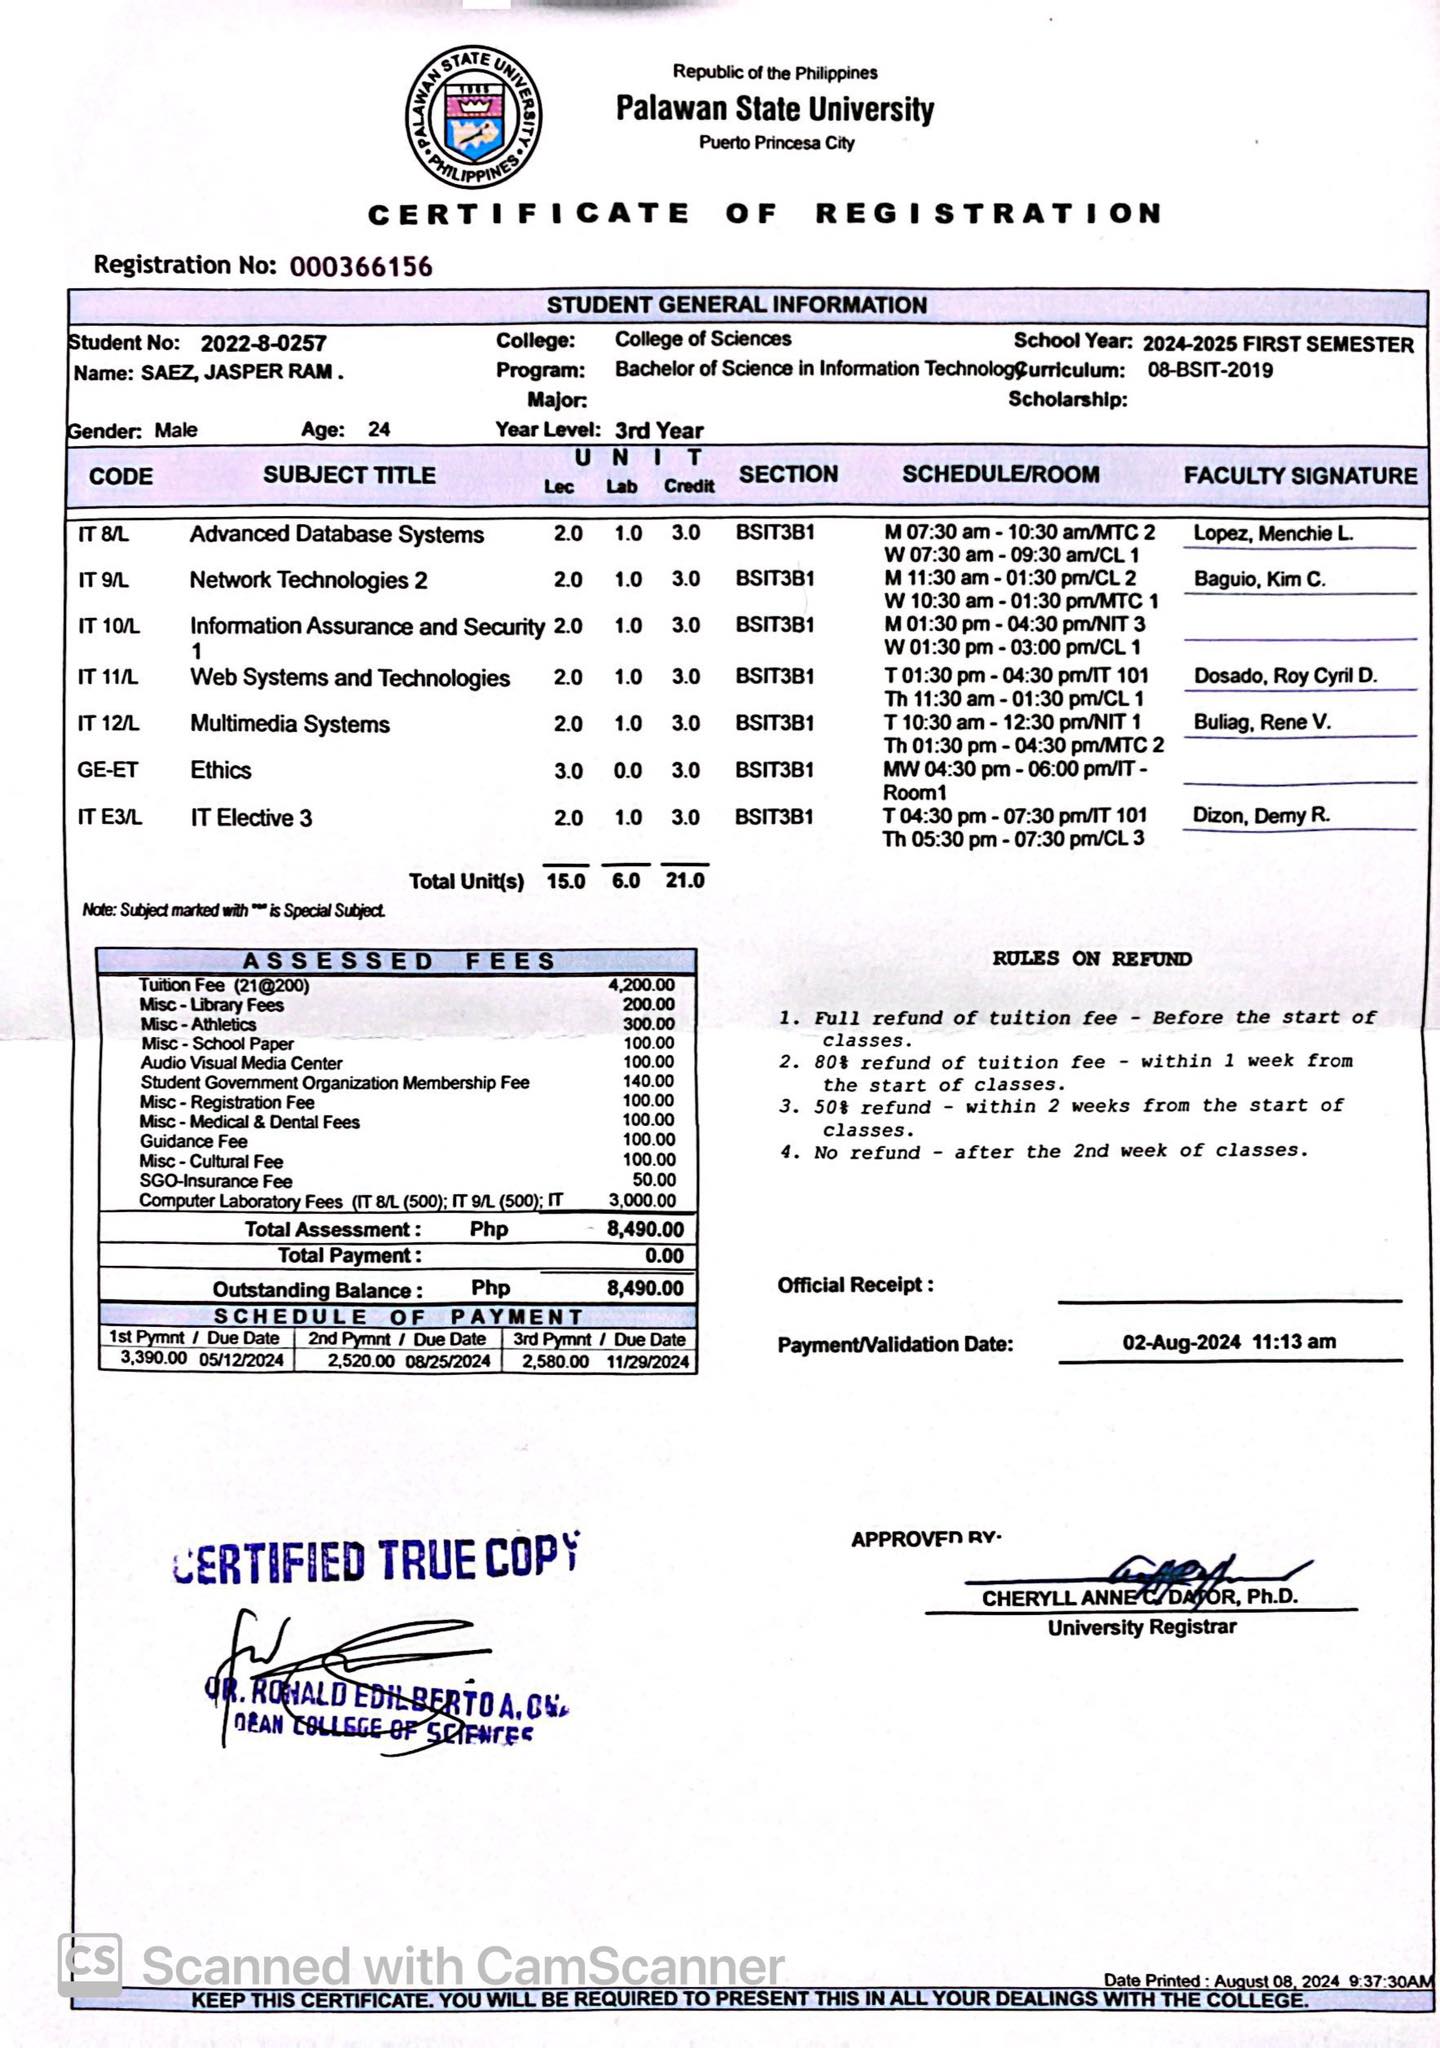 PALAWAN STATE UNIVERSITY
1965
PHILIPPINES
Republic of the Philippines
Palawan State University
Puerto Princesa City
CERTIFICATE OF REGISTRATION
Registration No: 000366156
STUDENT GENERAL INFORMATION
Student No: 2022-8-0257 College: College of Sciences School Year: 2024-2025 FIRST SEMESTER
Name: SAEZ, JASPER RAM . Program: Bachelor of Science in Information Technology Curriculum: 08-BSIT-2019
Major: Scholarship:
Gender: Male Age: 24 Year Level: 3rd Year
CODE SUBJECT TITLE UNIT SECTION SCHEDULE/ROOM FACULTY SIGNATURE
Lec Lab Credit
IT 8/L Advanced Database Systems 2.0 1.0 3.0 BSIT3B1 M 07:30 am - 10:30 am/MTC 2 Lopez, Menchie L.
W 07:30 am - 09:30 am/CL 1
IT 9/L Network Technologies 2 2.0 1.0 3.0 BSIT3B1 M 11:30 am - 01:30 pm/CL 2 Baguio, Kim C.
W 10:30 am - 01:30 pm/MTC 1
IT 10/L Information Assurance and Security 2.0 1.0 3.0 BSIT3B1 M 01:30 pm - 04:30 pm/NIT 3
1 W 01:30 pm - 03:00 pm/CL 1
IT 11/L Web Systems and Technologies 2.0 1.0 3.0 BSIT3B1 T 01:30 pm - 04:30 pm/IT 101 Dosado, Roy Cyril D.
Th 11:30 am - 01:30 pm/CL 1
IT 12/L Multimedia Systems 2.0 1.0 3.0 BSIT3B1 T 10:30 am - 12:30 pm/NIT 1 Buliag, Rene V.
Th 01:30 pm - 04:30 pm/MTC 2
GE-ET Ethics 3.0 0.0 3.0 BSIT3B1 MW 04:30 pm - 06:00 pm/IT -
Room1
IT E3/L IT Elective 3 2.0 1.0 3.0 BSIT3B1 T 04:30 pm - 07:30 pm/IT 101 Dizon, Demy R.
Th 05:30 pm - 07:30 pm/CL 3
Total Unit(s) 15.0 6.0 21.0
Note: Subject marked with "*" is Special Subject.
ASSESSED FEES
Tuition Fee (21@200) 4,200.00
Misc - Library Fees 200.00
Misc - Athletics 300.00
Misc - School Paper 100.00
Audio Visual Media Center 100.00
Student Government Organization Membership Fee 140.00
Misc - Registration Fee 100.00
Misc - Medical & Dental Fees 100.00
Guidance Fee 100.00
Misc - Cultural Fee 100.00
SGO-Insurance Fee 50.00
Computer Laboratory Fees (IT 8/L (500); IT 9/L (500); IT 3,000.00
Total Assessment : Php 8,490.00
Total Payment : 0.00
Outstanding Balance : Php 8,490.00
SCHEDULE OF PAYMENT
1st Pymnt / Due Date 2nd Pymnt / Due Date 3rd Pymnt / Due Date
3,390.00 05/12/2024 2,520.00 08/25/2024 2,580.00 11/29/2024
RULES ON REFUND
1. Full refund of tuition fee - Before the start of
classes.
2. 80% refund of tuition fee - within 1 week from
the start of classes.
3. 50% refund - within 2 weeks from the start of
classes.
4. No refund - after the 2nd week of classes.
Official Receipt :
Payment/Validation Date: 02-Aug-2024 11:13 am
CERTIFIED TRUE COPY
DR. RONALD EDILBERTO A.
DEAN COLLEGE OF SCIENCES
APPROVED BY:
CHERYLL ANNE C. DATOR, Ph.D.
University Registrar
CS Scanned with CamScanner
Date Printed : August 08, 2024 9:37:30AM
KEEP THIS CERTIFICATE. YOU WILL BE REQUIRED TO PRESENT THIS IN ALL YOUR DEALINGS WITH THE COLLEGE.